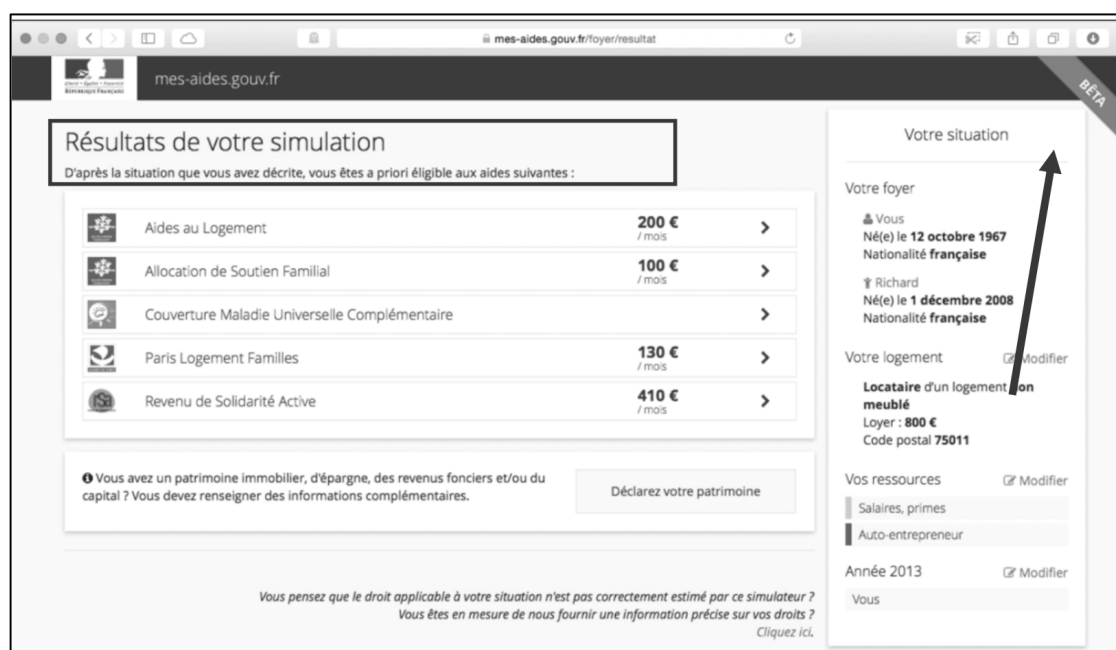 mes-aides.gouv.fr/foyer/resultat
RÉPUBLIQUE FRANÇAISE
mes-aides.gouv.fr
BÊTA
Résultats de votre simulation
D'après la situation que vous avez décrite, vous êtes a priori éligible aux aides suivantes :
Aides au Logement
200 €
/ mois
Allocation de Soutien Familial
100 €
/ mois
Couverture Maladie Universelle Complémentaire
Paris Logement Familles
130 €
/ mois
Revenu de Solidarité Active
410 €
/ mois
Vous avez un patrimoine immobilier, d'épargne, des revenus fonciers et/ou du
capital ? Vous devez renseigner des informations complémentaires.
Déclarez votre patrimoine
Vous pensez que le droit applicable à votre situation n'est pas correctement estimé par ce simulateur ?
Vous êtes en mesure de nous fournir une information précise sur vos droits ?
Cliquez ici.
Votre situation
Votre foyer
Vous
Né(e) le 12 octobre 1967
Nationalité française
Richard
Né(e) le 1 décembre 2008
Nationalité française
Votre logement
Modifier
Locataire d'un logement non
meublé
Loyer : 800 €
Code postal 75011
Vos ressources
Modifier
Salaires, primes
Auto-entrepreneur
Année 2013
Modifier
Vous